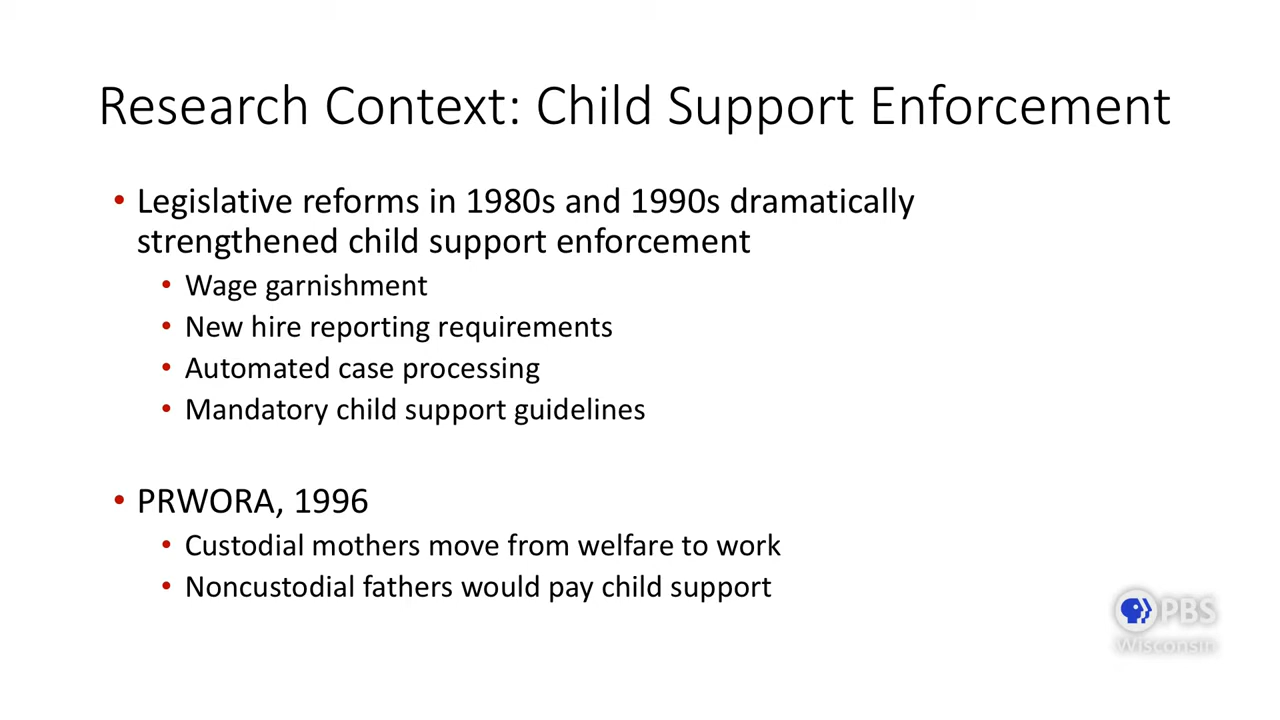 Research Context: Child Support Enforcement
• Legislative reforms in 1980s and 1990s dramatically
strengthened child support enforcement
• Wage garnishment
• New hire reporting requirements
• Automated case processing
• Mandatory child support guidelines
• PRWORA, 1996
• Custodial mothers move from welfare to work
• Noncustodial fathers would pay child support
PBS
Wisconsin